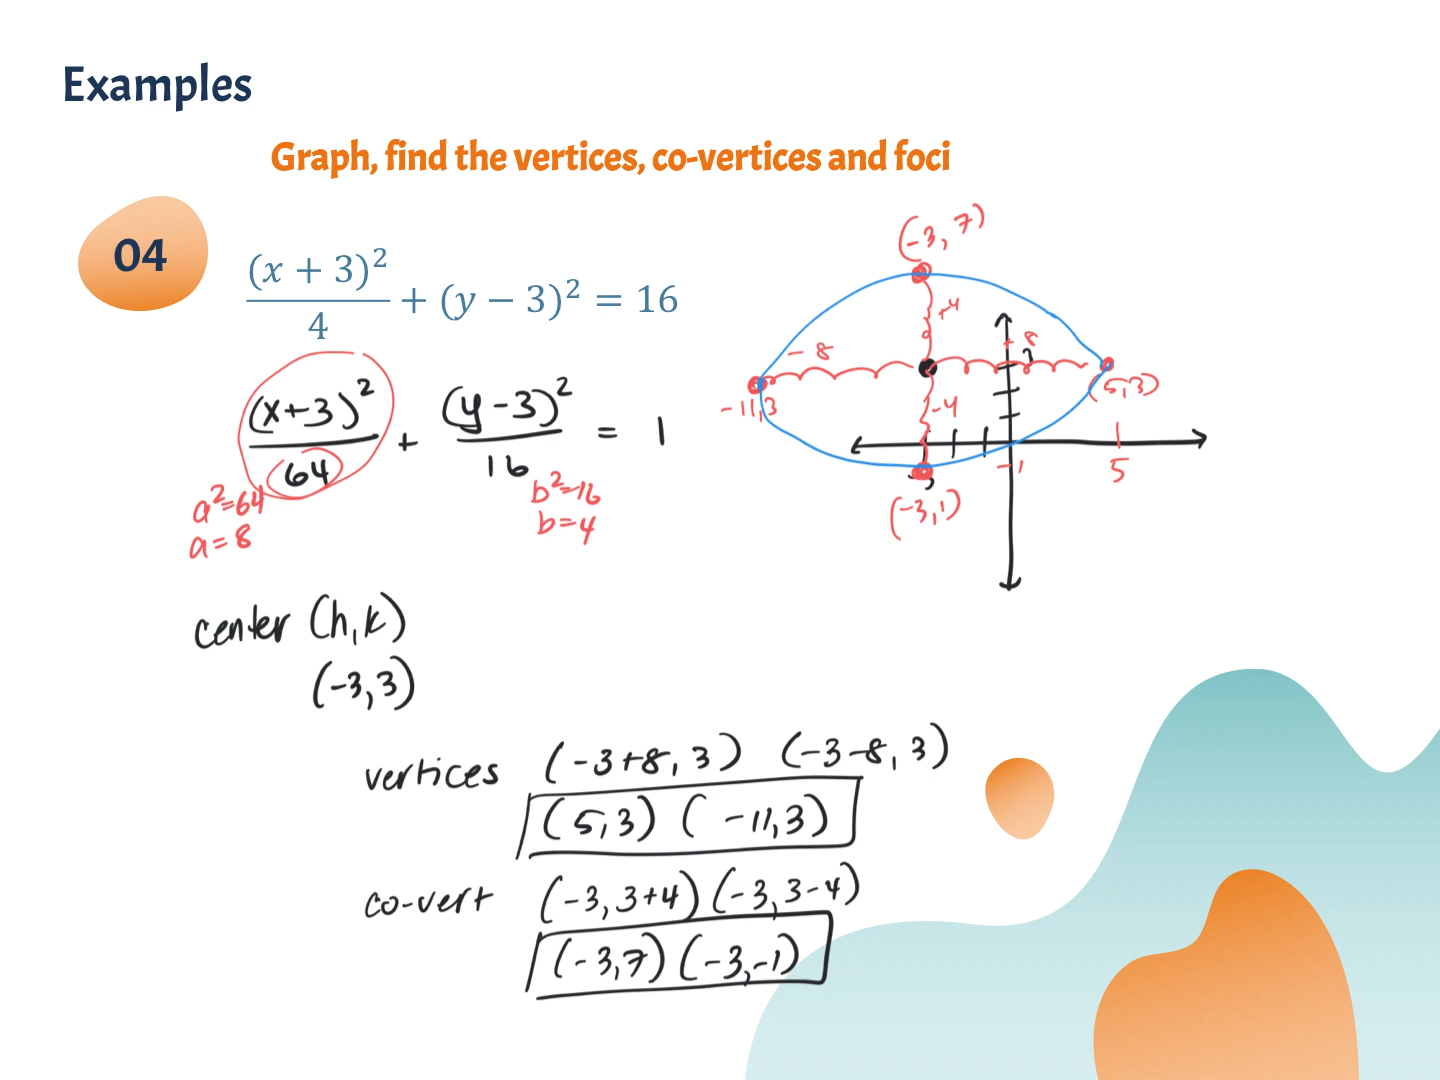 Examples
Graph, find the vertices, co-vertices and foci
04
(x + 3)²/4 + (y − 3)² = 16
(x+3)²/64 + (y-3)²/16 = 1
a²=64
a=8
b²=16
b=4
center (h,k)
(-3,3)
vertices (-3+8, 3) (-3-8, 3)
(5,3) (-11,3)
co-vert (-3,3+4) (-3,3-4)
(-3,7) (-3,-1)
(-3,7)
+4
-8
+8
3
-11,3
-4
(5,3)
-1
5
-3
(-3,1)